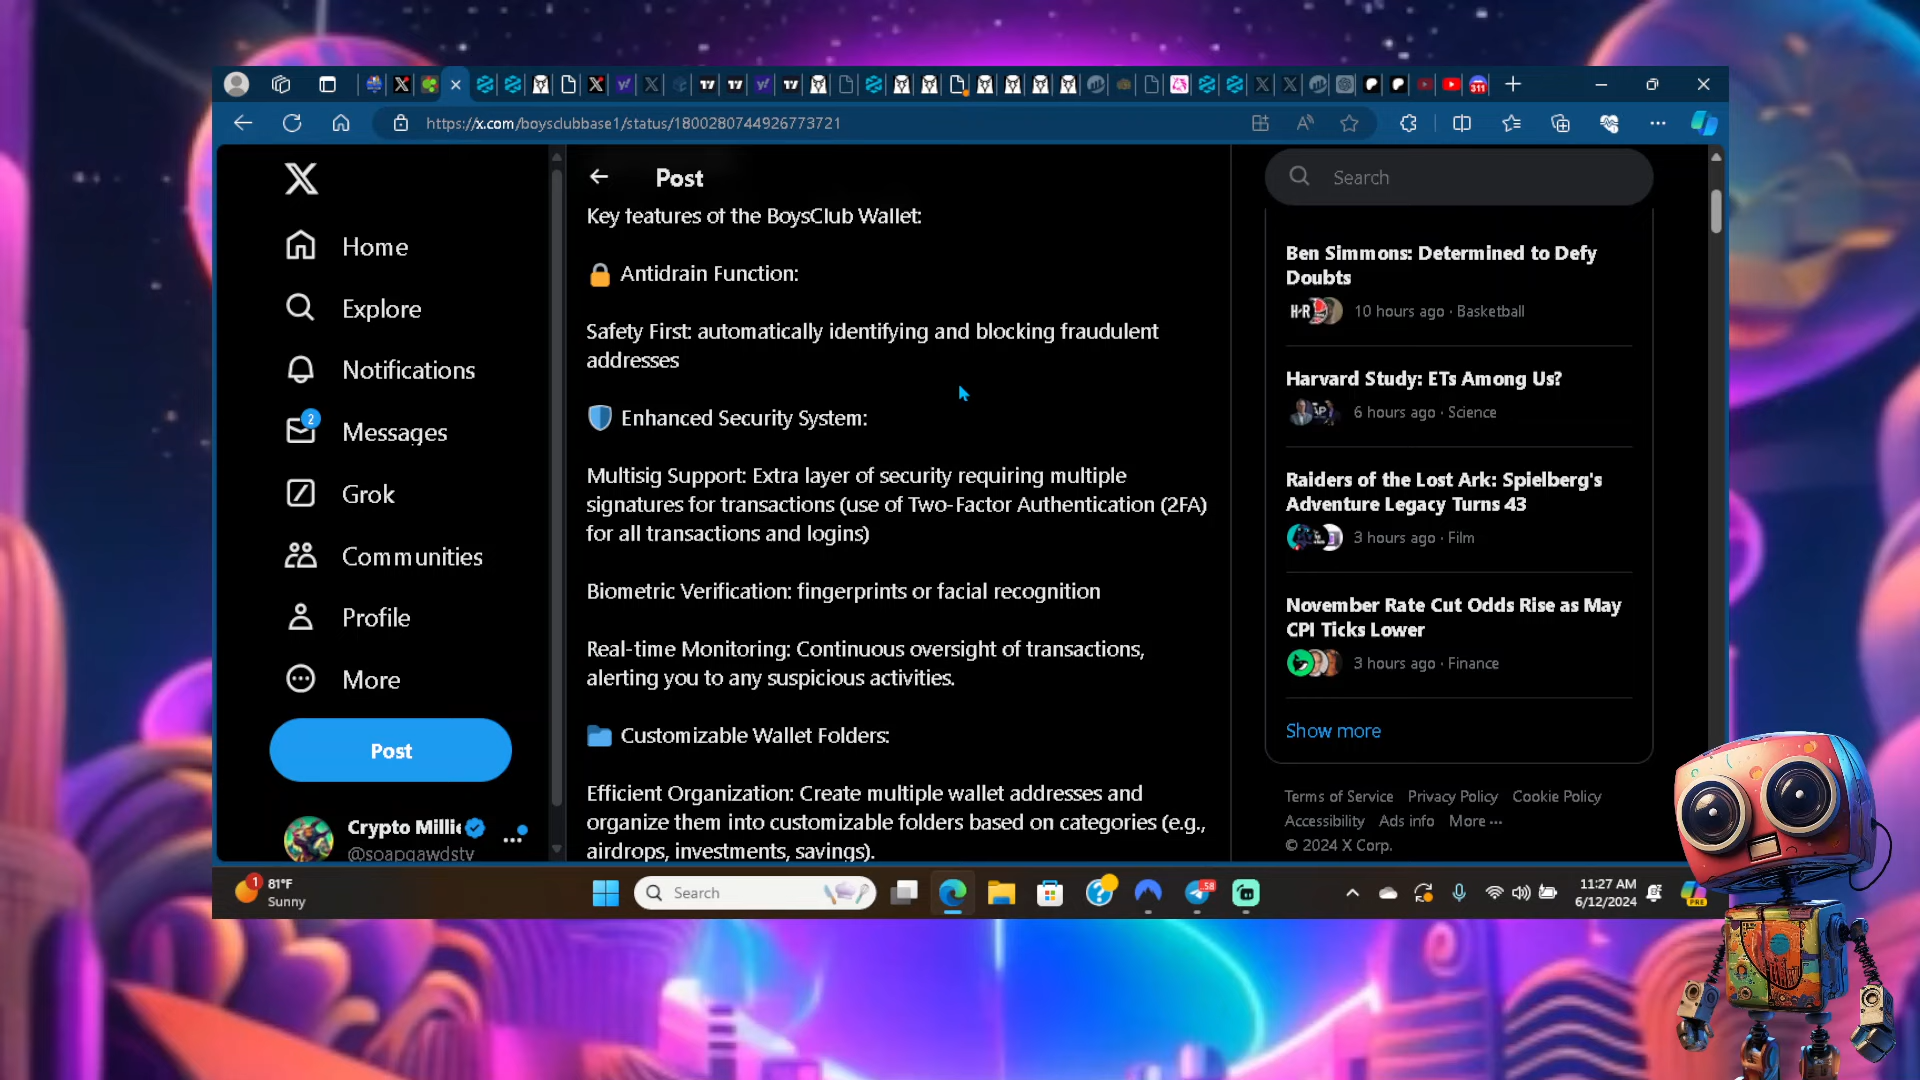 311
https://x.com/boysclubbase1/status/1800280744926773721
Home
Explore
Notifications
2
Messages
Grok
Communities
Profile
More
Post
Crypto Milli
@soapgawdstv
Post
Key features of the BoysClub Wallet:
🔒 Antidrain Function:
Safety First: automatically identifying and blocking fraudulent
addresses
🛡️ Enhanced Security System:
Multisig Support: Extra layer of security requiring multiple
signatures for transactions (use of Two-Factor Authentication (2FA)
for all transactions and logins)
Biometric Verification: fingerprints or facial recognition
Real-time Monitoring: Continuous oversight of transactions,
alerting you to any suspicious activities.
📁 Customizable Wallet Folders:
Efficient Organization: Create multiple wallet addresses and
organize them into customizable folders based on categories (e.g.,
airdrops, investments, savings).
Search
Ben Simmons: Determined to Defy
Doubts
10 hours ago · Basketball
Harvard Study: ETs Among Us?
6 hours ago · Science
Raiders of the Lost Ark: Spielberg's
Adventure Legacy Turns 43
3 hours ago · Film
November Rate Cut Odds Rise as May
CPI Ticks Lower
3 hours ago · Finance
Show more
Terms of Service Privacy Policy Cookie Policy
Accessibility Ads info More ···
© 2024 X Corp.
1
81°F
Sunny
Search
58
11:27 AM
6/12/2024
PRE